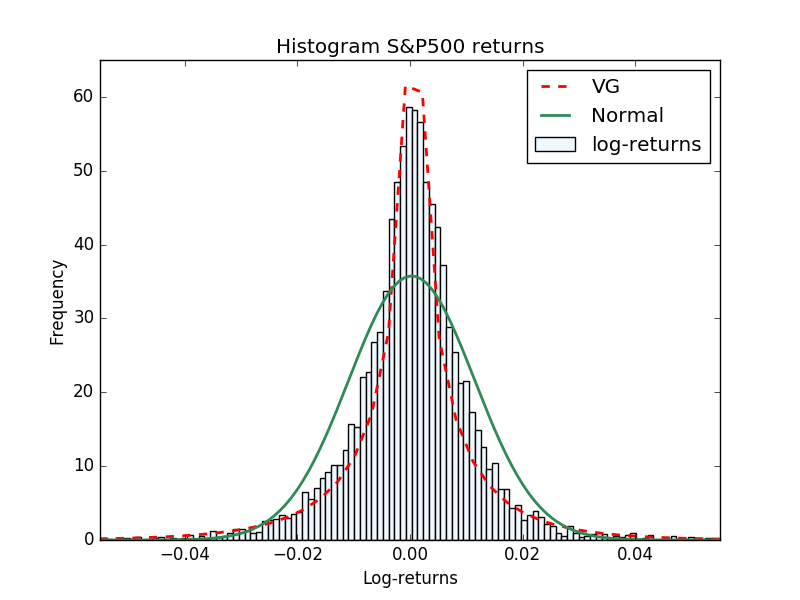 Histogram S&P500 returns
VG
Normal
log-returns
60
50
40
30
20
10
0
Frequency
−0.04
−0.02
0.00
0.02
0.04
Log-returns